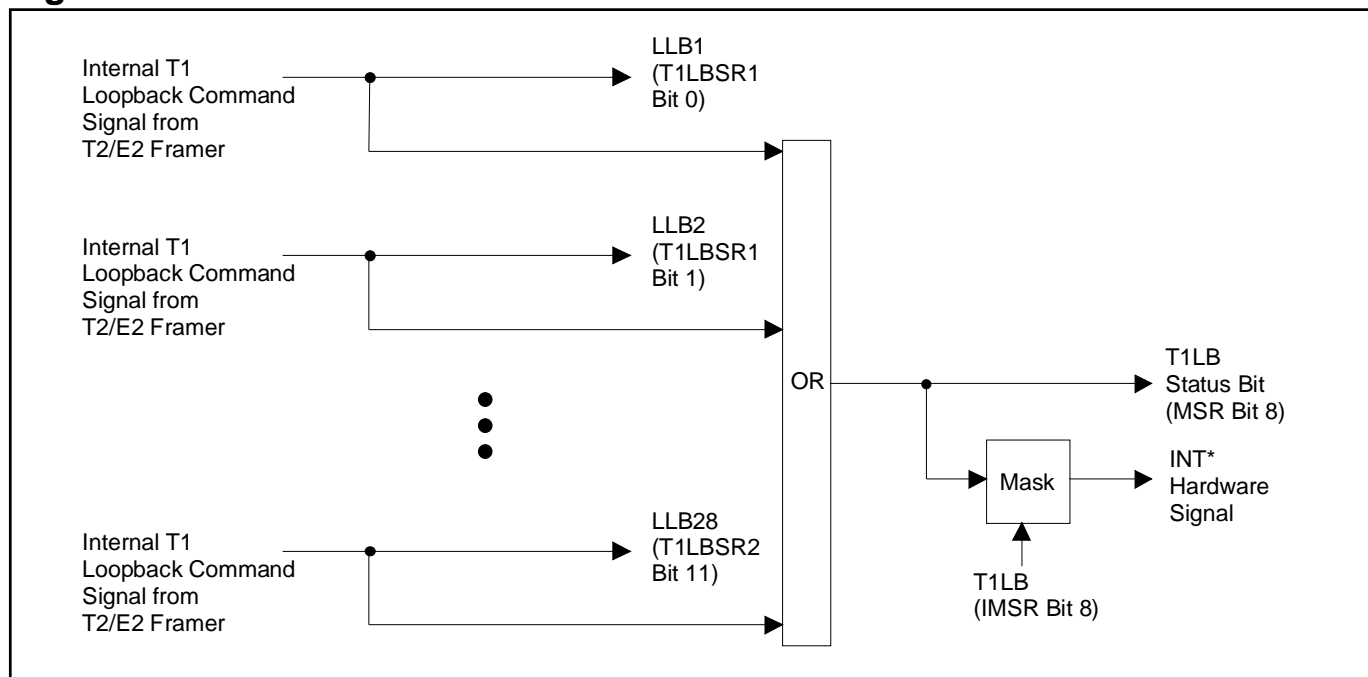 Internal T1
Loopback Command
Signal from
T2/E2 Framer
LLB1
(T1LBSR1
Bit 0)
Internal T1
Loopback Command
Signal from
T2/E2 Framer
LLB2
(T1LBSR1
Bit 1)
OR
T1LB
Status Bit
(MSR Bit 8)
Mask
INT*
Hardware
Signal
T1LB
(IMSR Bit 8)
Internal T1
Loopback Command
Signal from
T2/E2 Framer
LLB28
(T1LBSR2
Bit 11)